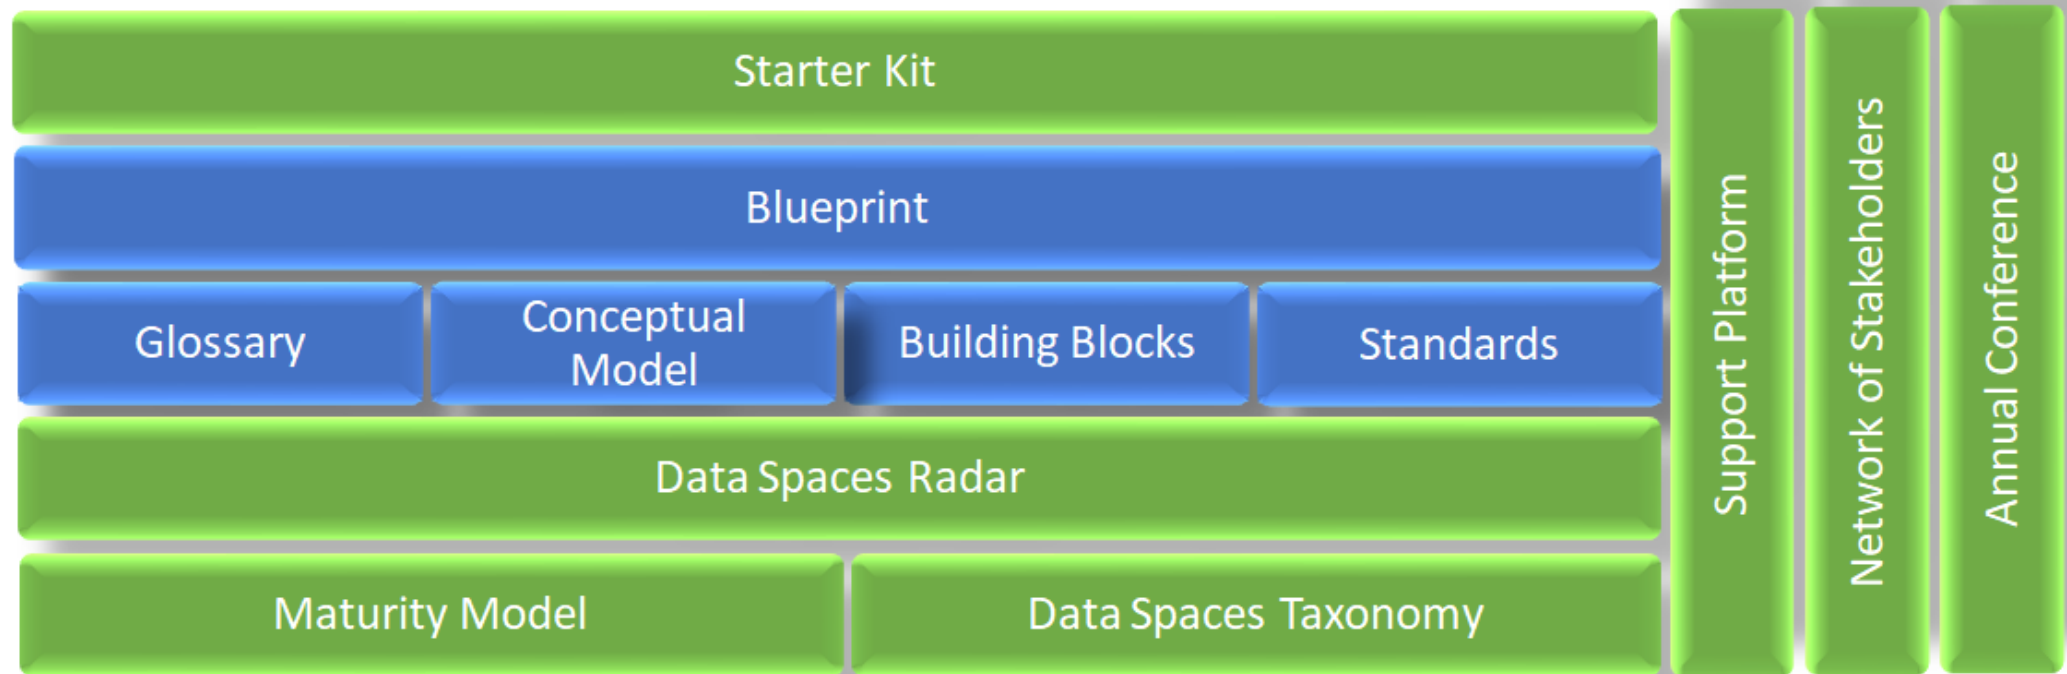 Starter Kit
Blueprint
Glossary
Conceptual
Model
Building Blocks
Standards
Data Spaces Radar
Maturity Model
Data Spaces Taxonomy
Support Platform
Network of Stakeholders
Annual Conference